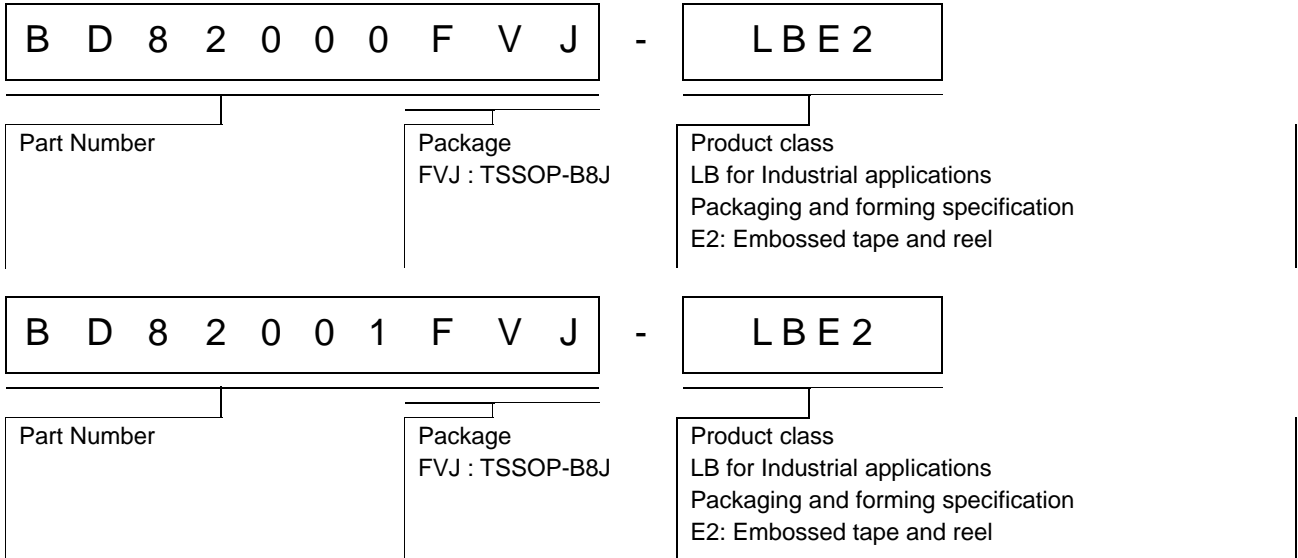 B D 8 2 0 0 0 F V J - L B E 2
Part Number
Package
FVJ : TSSOP-B8J
Product class
LB for Industrial applications
Packaging and forming specification
E2: Embossed tape and reel
B D 8 2 0 0 1 F V J - L B E 2
Part Number
Package
FVJ : TSSOP-B8J
Product class
LB for Industrial applications
Packaging and forming specification
E2: Embossed tape and reel